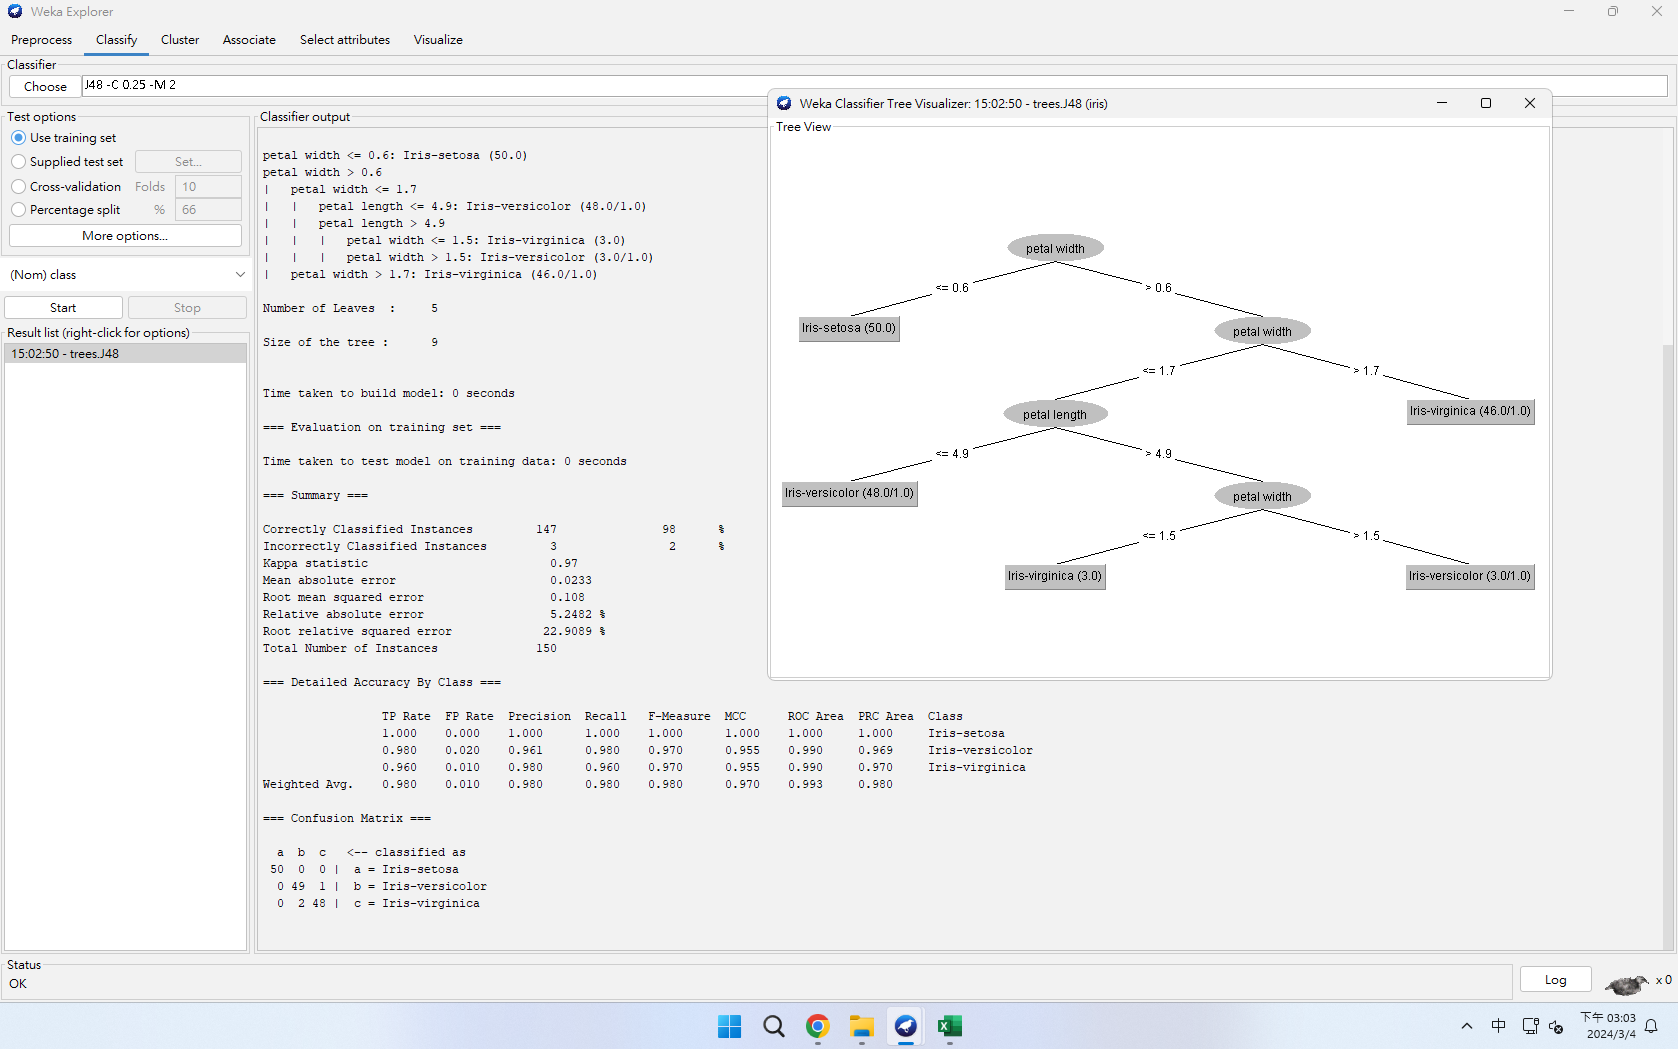 Weka Explorer
Preprocess Classify Cluster Associate Select attributes Visualize
Classifier
Choose J48 -C 0.25 -M 2
Test options
Use training set
Supplied test set Set...
Cross-validation Folds 10
Percentage split % 66
More options...
(Nom) class
Start Stop
Result list (right-click for options)
15:02:50 - trees.J48
Classifier output
petal width <= 0.6: Iris-setosa (50.0)
petal width > 0.6
|   petal width <= 1.7
|   |   petal length <= 4.9: Iris-versicolor (48.0/1.0)
|   |   petal length > 4.9
|   |   |   petal width <= 1.5: Iris-virginica (3.0)
|   |   |   petal width > 1.5: Iris-versicolor (3.0/1.0)
|   petal width > 1.7: Iris-virginica (46.0/1.0)
Number of Leaves  :     5
Size of the tree :      9
Time taken to build model: 0 seconds
=== Evaluation on training set ===
Time taken to test model on training data: 0 seconds
=== Summary ===
Correctly Classified Instances         147               98      %
Incorrectly Classified Instances         3                2      %
Kappa statistic                          0.97
Mean absolute error                      0.0233
Root mean squared error                  0.108
Relative absolute error                  5.2482 %
Root relative squared error             22.9089 %
Total Number of Instances              150
=== Detailed Accuracy By Class ===
TP Rate  FP Rate  Precision  Recall   F-Measure  MCC      ROC Area  PRC Area  Class
1.000    0.000    1.000      1.000    1.000      1.000    1.000     1.000     Iris-setosa
0.980    0.020    0.961      0.980    0.970      0.955    0.990     0.969     Iris-versicolor
0.960    0.010    0.980      0.960    0.970      0.955    0.990     0.970     Iris-virginica
Weighted Avg.    0.980    0.010    0.980      0.980    0.980      0.970    0.993     0.980
=== Confusion Matrix ===
a  b  c   <-- classified as
50  0  0 |  a = Iris-setosa
0 49  1 |  b = Iris-versicolor
0  2 48 |  c = Iris-virginica
Weka Classifier Tree Visualizer: 15:02:50 - trees.J48 (iris)
Tree View
petal width
<= 0.6 > 0.6
Iris-setosa (50.0) petal width
<= 1.7 > 1.7
petal length Iris-virginica (46.0/1.0)
<= 4.9 > 4.9
Iris-versicolor (48.0/1.0) petal width
<= 1.5 > 1.5
Iris-virginica (3.0) Iris-versicolor (3.0/1.0)
Status
OK
Log x 0
中
下午 03:03
2024/3/4